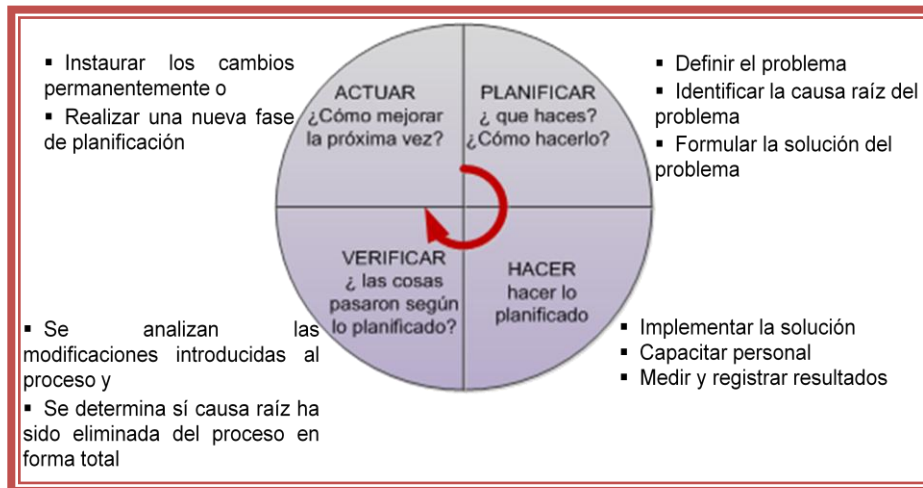 ▪ Instaurar los cambios
permanentemente o
▪ Realizar una nueva fase
de planificación
ACTUAR
¿Cómo mejorar
la próxima vez?
PLANIFICAR
¿ que haces?
¿Cómo hacerlo?
▪ Definir el problema
▪ Identificar la causa raíz del
problema
▪ Formular la solución del
problema
VERIFICAR
¿ las cosas
pasaron según
lo planificado?
HACER
hacer lo
planificado
▪ Se analizan las
modificaciones introducidas al
proceso y
▪ Se determina sí causa raíz ha
sido eliminada del proceso en
forma total
▪ Implementar la solución
▪ Capacitar personal
▪ Medir y registrar resultados